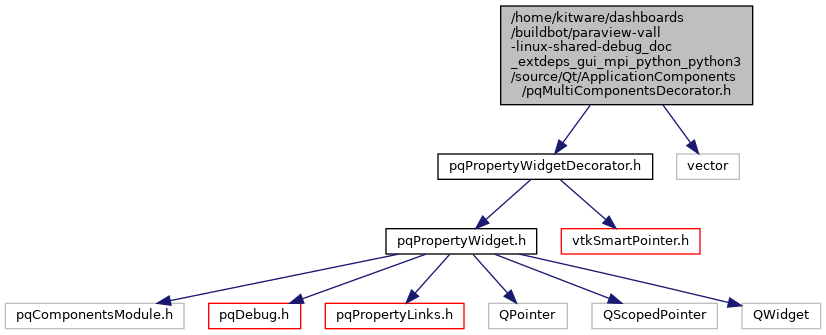 /home/kitware/dashboards
/buildbot/paraview-vall
-linux-shared-debug_doc
_extdeps_gui_mpi_python_python3
/source/Qt/ApplicationComponents
/pqMultiComponentsDecorator.h
pqPropertyWidgetDecorator.h
vector
pqPropertyWidget.h
vtkSmartPointer.h
pqComponentsModule.h
pqDebug.h
pqPropertyLinks.h
QPointer
QScopedPointer
QWidget